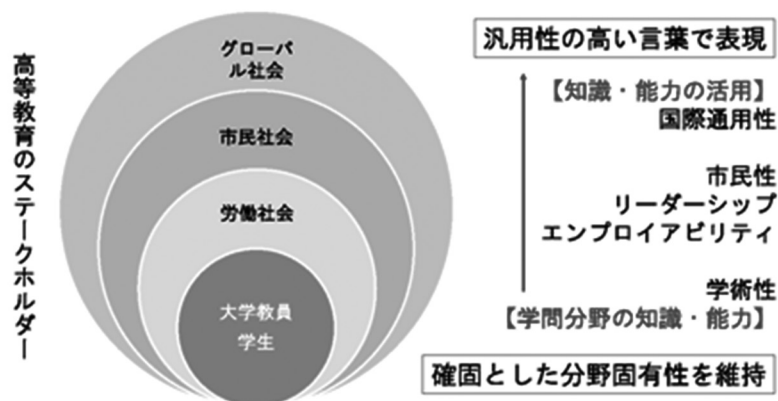 高等教育のステークホルダー
グローバ
ル社会
市民社会
労働社会
大学教員
学生
汎用性の高い言葉で表現
【知識・能力の活用】
国際通用性
市民性
リーダーシップ
エンプロイアビリティ
学術性
【学問分野の知識・能力】
確固とした分野固有性を維持